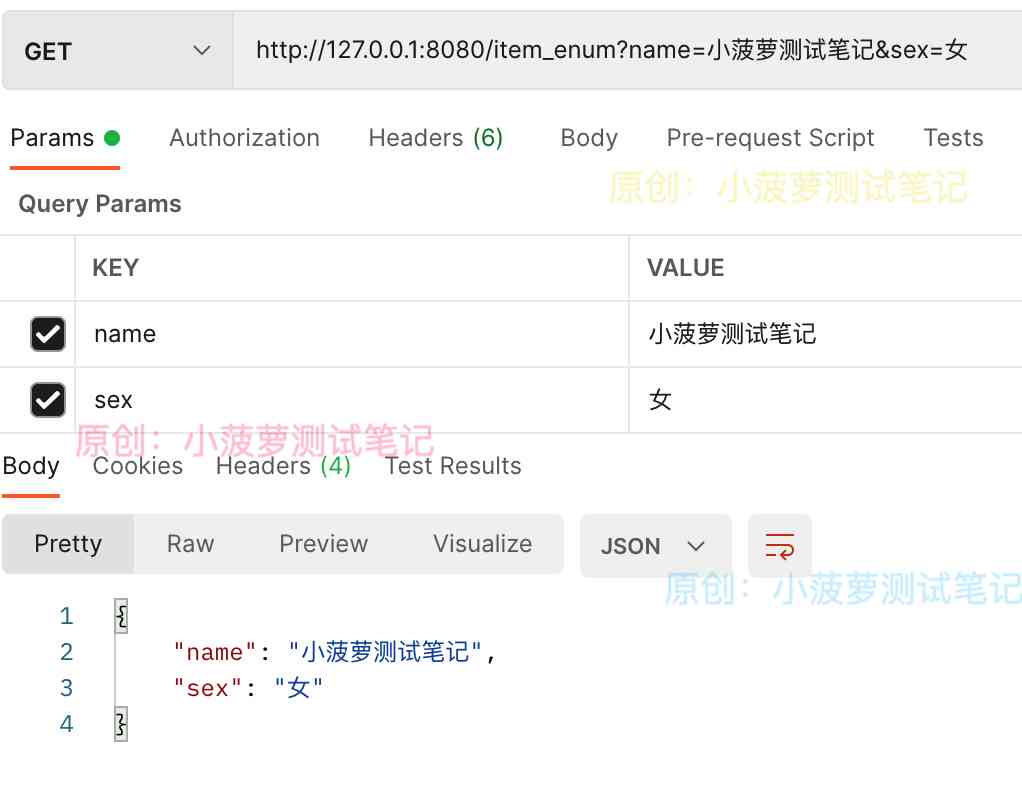 GET http://127.0.0.1:8080/item_enum?name=小菠萝测试笔记&sex=女
Params Authorization Headers (6) Body Pre-request Script Tests
原创：小菠萝测试笔记
Query Params
KEY VALUE
name 小菠萝测试笔记
sex 女
原创：小菠萝测试笔记
Body Cookies Headers (4) Test Results
Pretty Raw Preview Visualize JSON
原创：小菠萝测试笔记
1 {
2 "name": "小菠萝测试笔记",
3 "sex": "女"
4 }